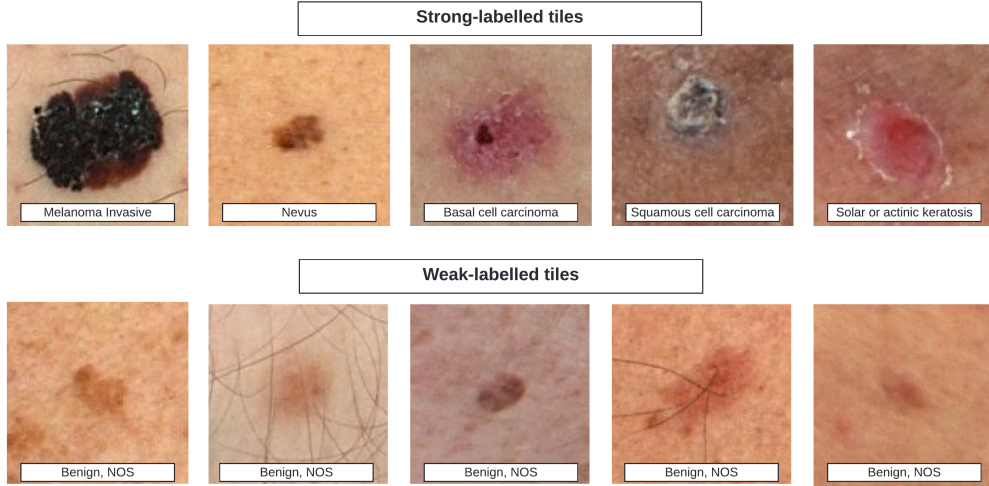 Strong-labelled tiles
Melanoma Invasive
Nevus
Basal cell carcinoma
Squamous cell carcinoma
Solar or actinic keratosis
Weak-labelled tiles
Benign, NOS
Benign, NOS
Benign, NOS
Benign, NOS
Benign, NOS